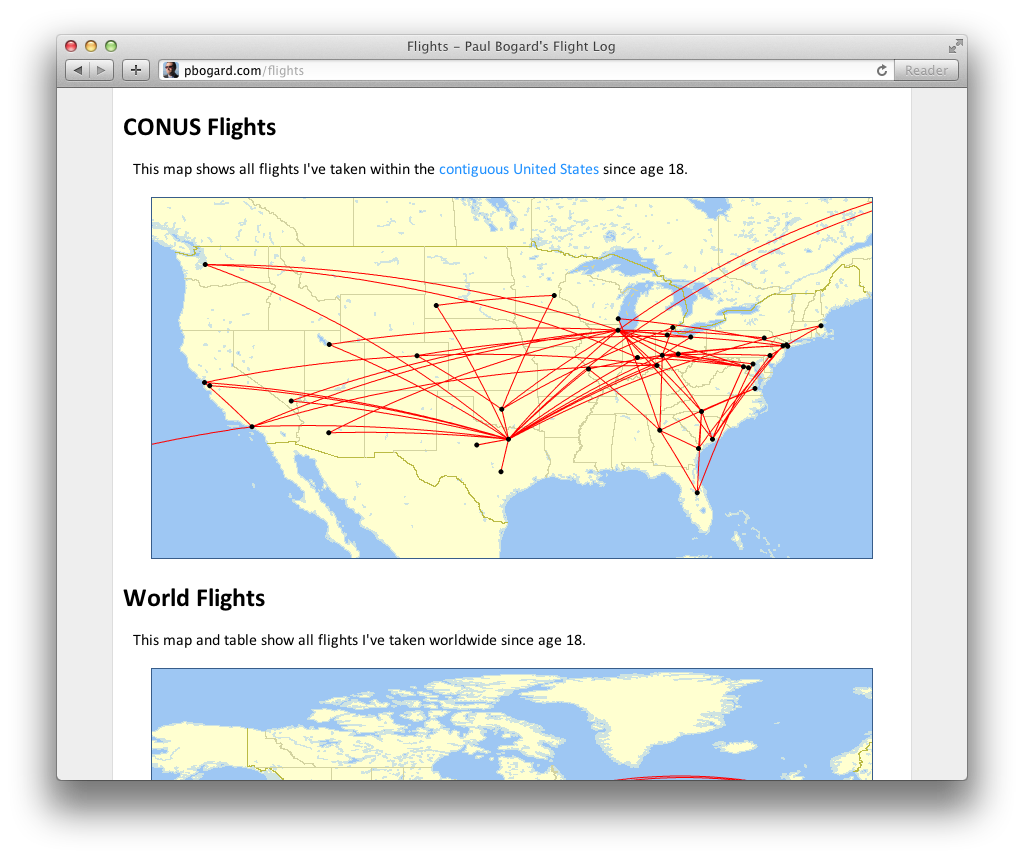 Flights – Paul Bogard's Flight Log
pbogard.com/flights
Reader
CONUS Flights
This map shows all flights I've taken within the contiguous United States since age 18.
World Flights
This map and table show all flights I've taken worldwide since age 18.